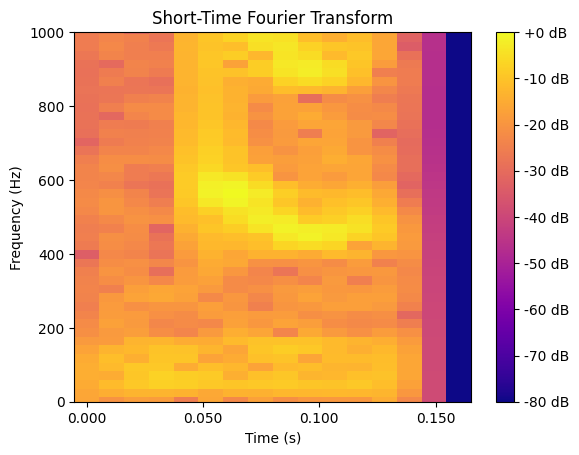 Short-Time Fourier Transform
1000
800
600
400
200
0
Frequency (Hz)
0.000
0.050
0.100
0.150
Time (s)
+0 dB
-10 dB
-20 dB
-30 dB
-40 dB
-50 dB
-60 dB
-70 dB
-80 dB